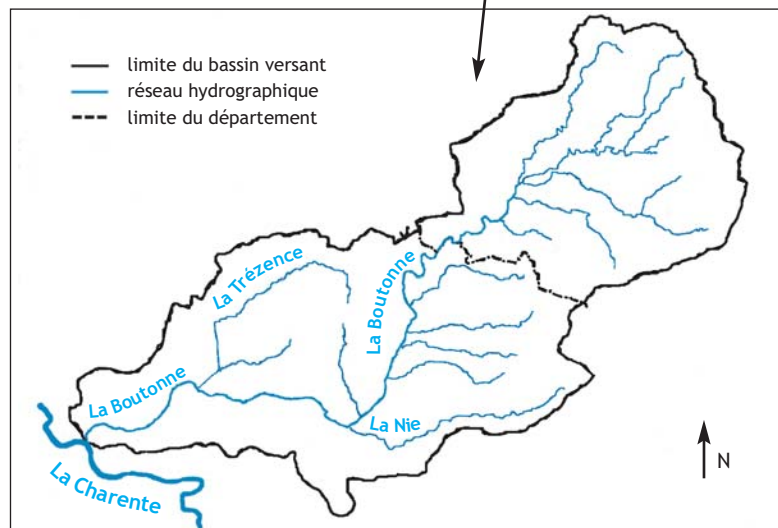 limite du bassin versant
réseau hydrographique
limite du département
La Trézence
La Boutonne
La Boutonne
La Nie
La Charente
N